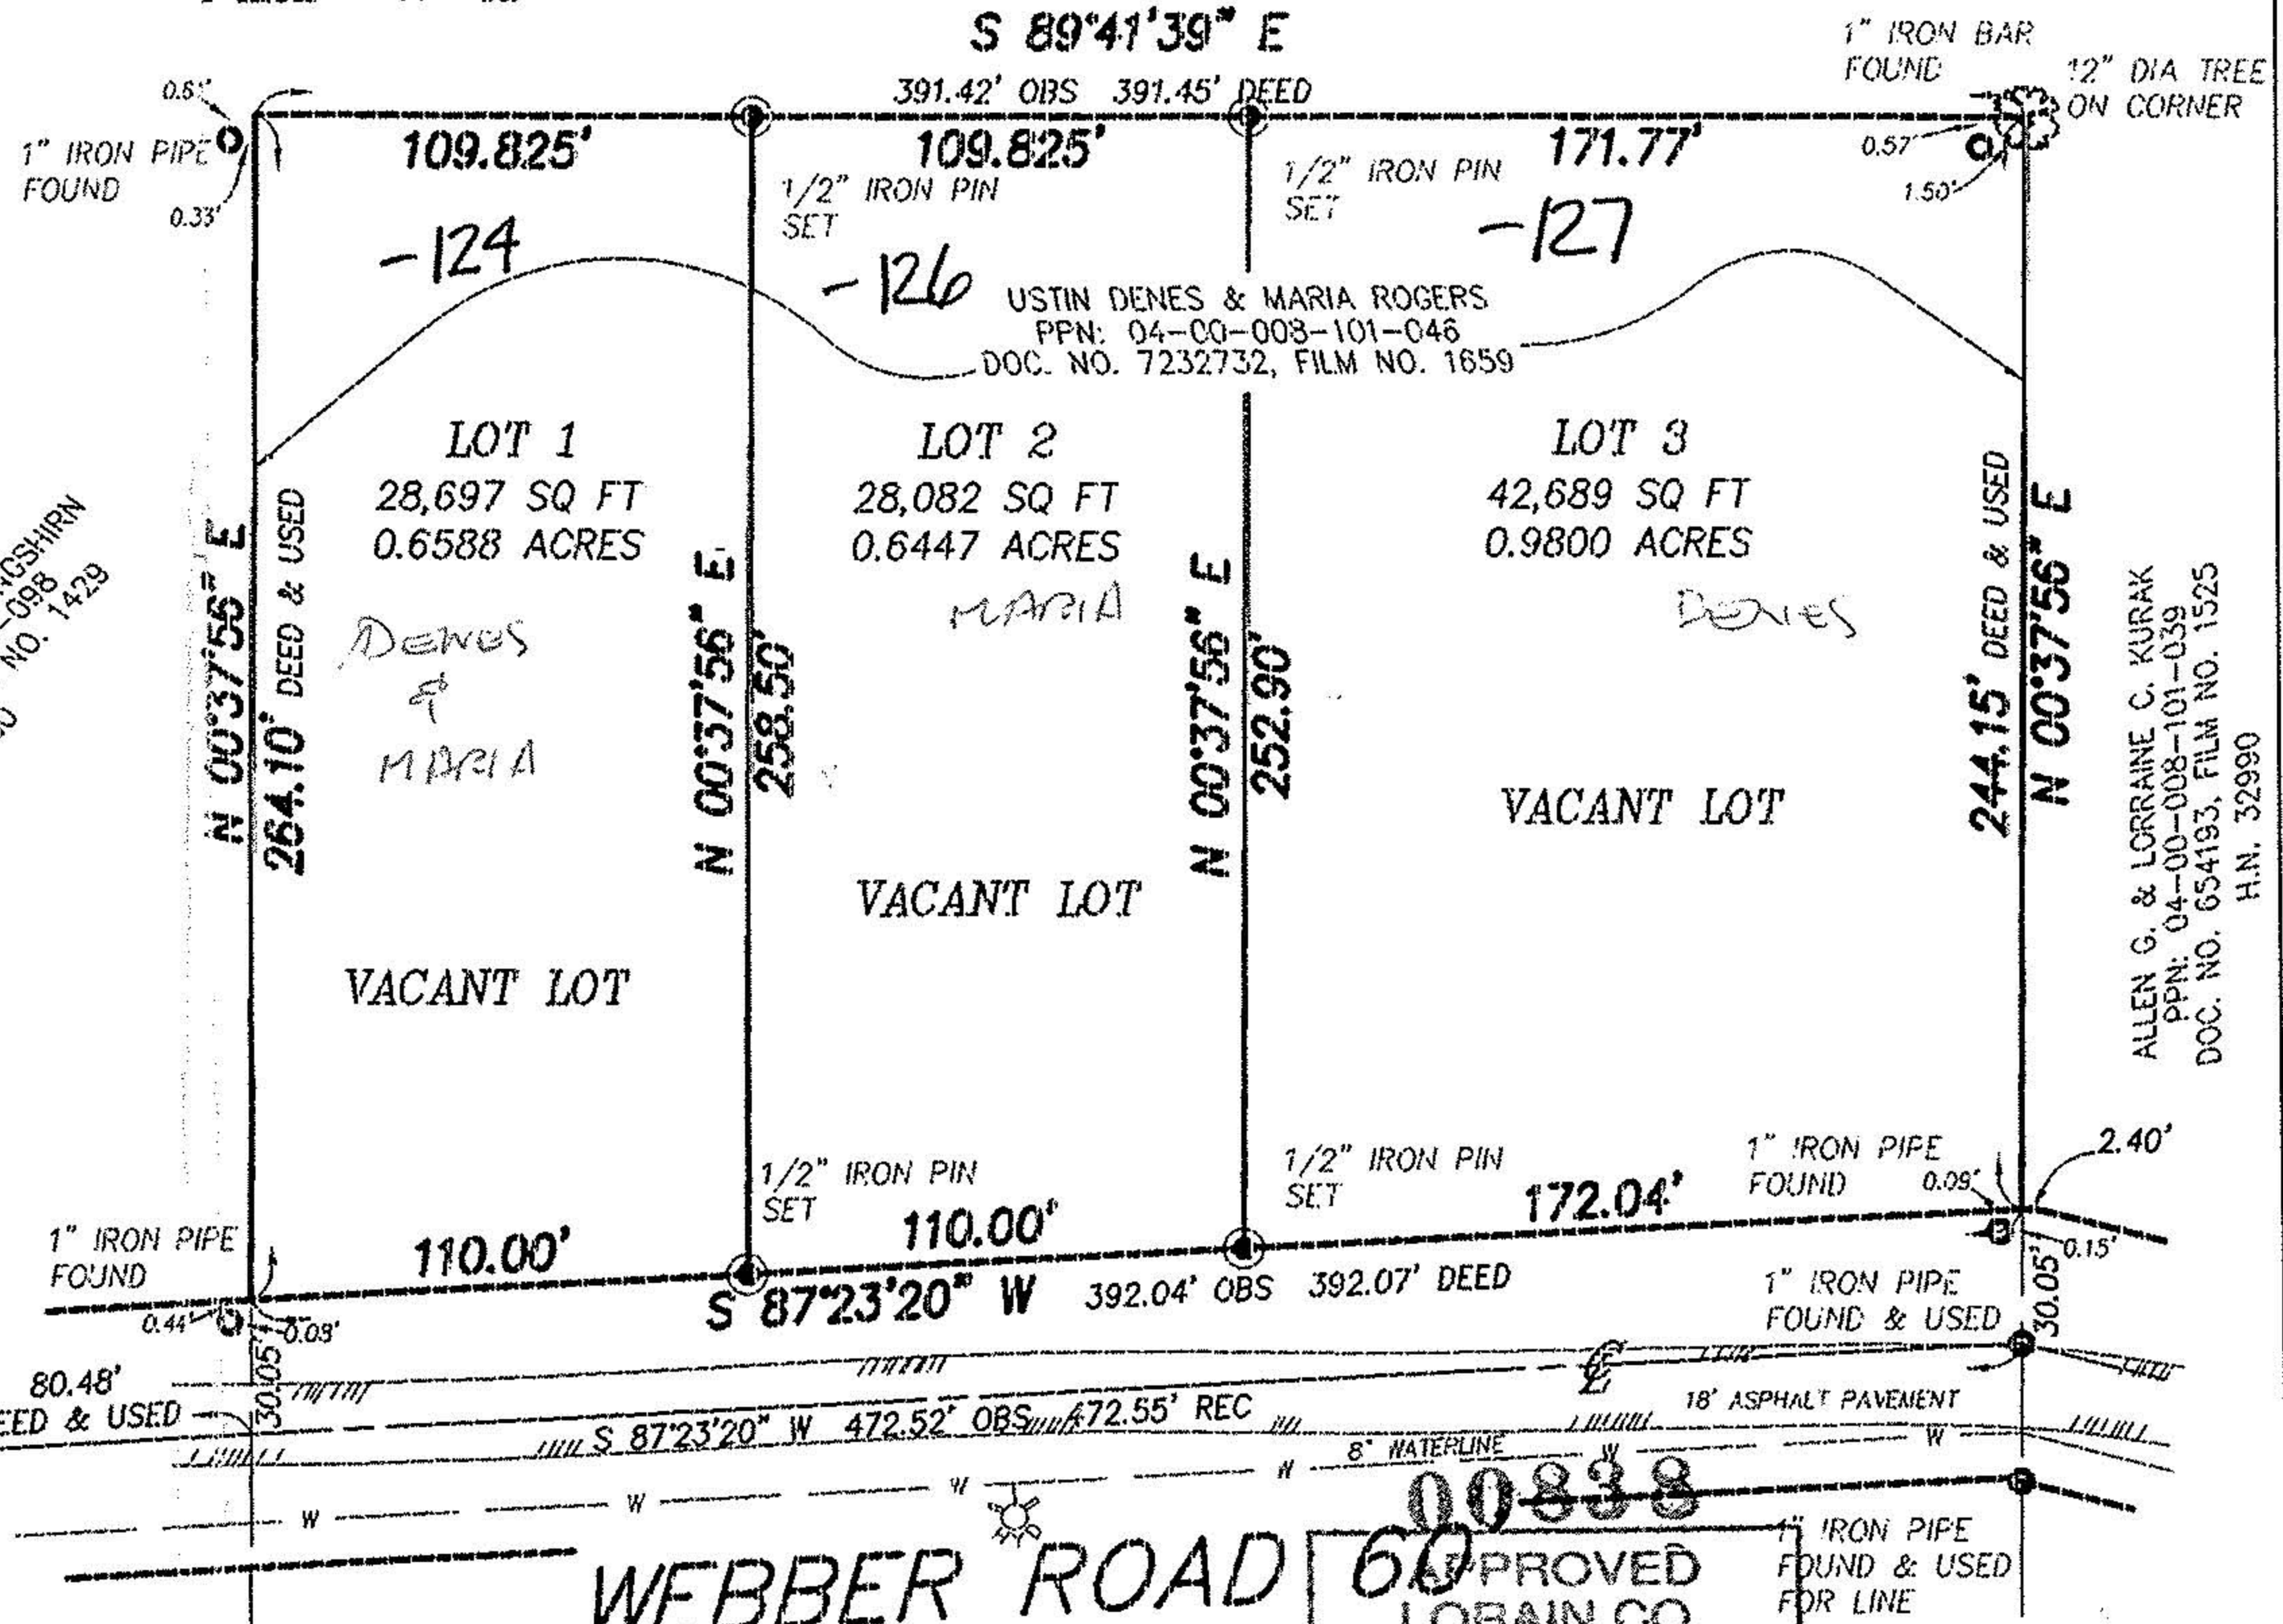 S 89°41'39" E
391.42' OBS 391.45' DEED
1" IRON BAR
FOUND
12" DIA TREE
ON CORNER
0.61'
1" IRON PIPE
FOUND
0.33'
109.825'
109.825'
171.77'
0.57'
1.50'
1/2" IRON PIN
SET
1/2" IRON PIN
SET
-124
-126
-127
USTIN DENES & MARIA ROGERS
PPN: 04-00-008-101-046
DOC. NO. 7232732, FILM NO. 1659
LOT 1
28,697 SQ FT
0.6588 ACRES
DENES
&
MARIA
VACANT LOT
LOT 2
28,082 SQ FT
0.6447 ACRES
MARIA
VACANT LOT
LOT 3
42,689 SQ FT
0.9800 ACRES
DENES
VACANT LOT
NGSHIRN
-098
NO. 1429
N 00°37'56" E
264.10' DEED & USED
N 00°37'56" E
258.50'
N 00°37'56" E
252.90'
244.15' DEED & USED
N 00°37'56" E
ALLEN G. & LORRAINE C. KURAK
PPN: 04-00-008-101-039
DOC. NO. 654193, FILM NO. 1525
H.N. 32990
1/2" IRON PIN
SET
1/2" IRON PIN
SET
1" IRON PIPE
FOUND
0.09'
2.40'
0.15'
1" IRON PIPE
FOUND
0.44'
0.08'
110.00'
110.00'
172.04'
S 87°23'20" W 392.04' OBS 392.07' DEED
1" IRON PIPE
FOUND & USED
30.05'
30.05'
80.48'
EED & USED
S 87°23'20" W 472.52' OBS 472.55' REC
℄
18' ASPHALT PAVEMENT
8" WATERLINE
W W W W W W
00838
WEBBER ROAD 60'
APPROVED
LORAIN CO
1" IRON PIPE
FOUND & USED
FOR LINE